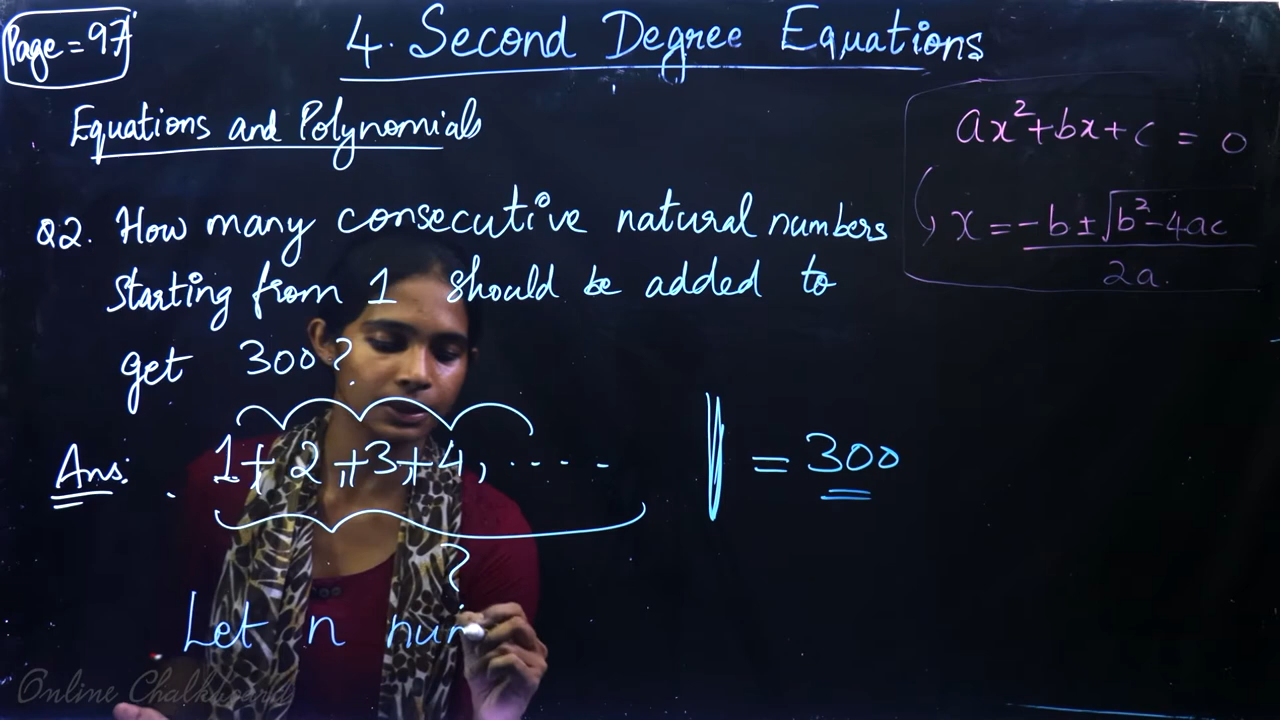 Page = 97
4. Second Degree Equations
Equations and Polynomials
ax²+bx+c = 0
x = -b ± √b²-4ac
2a.
Q2. How many consecutive natural numbers
starting from 1 should be added to
get 300?
Ans: 1+2+3+4, ..... = 300
?
Let n num
Online Chalkboard